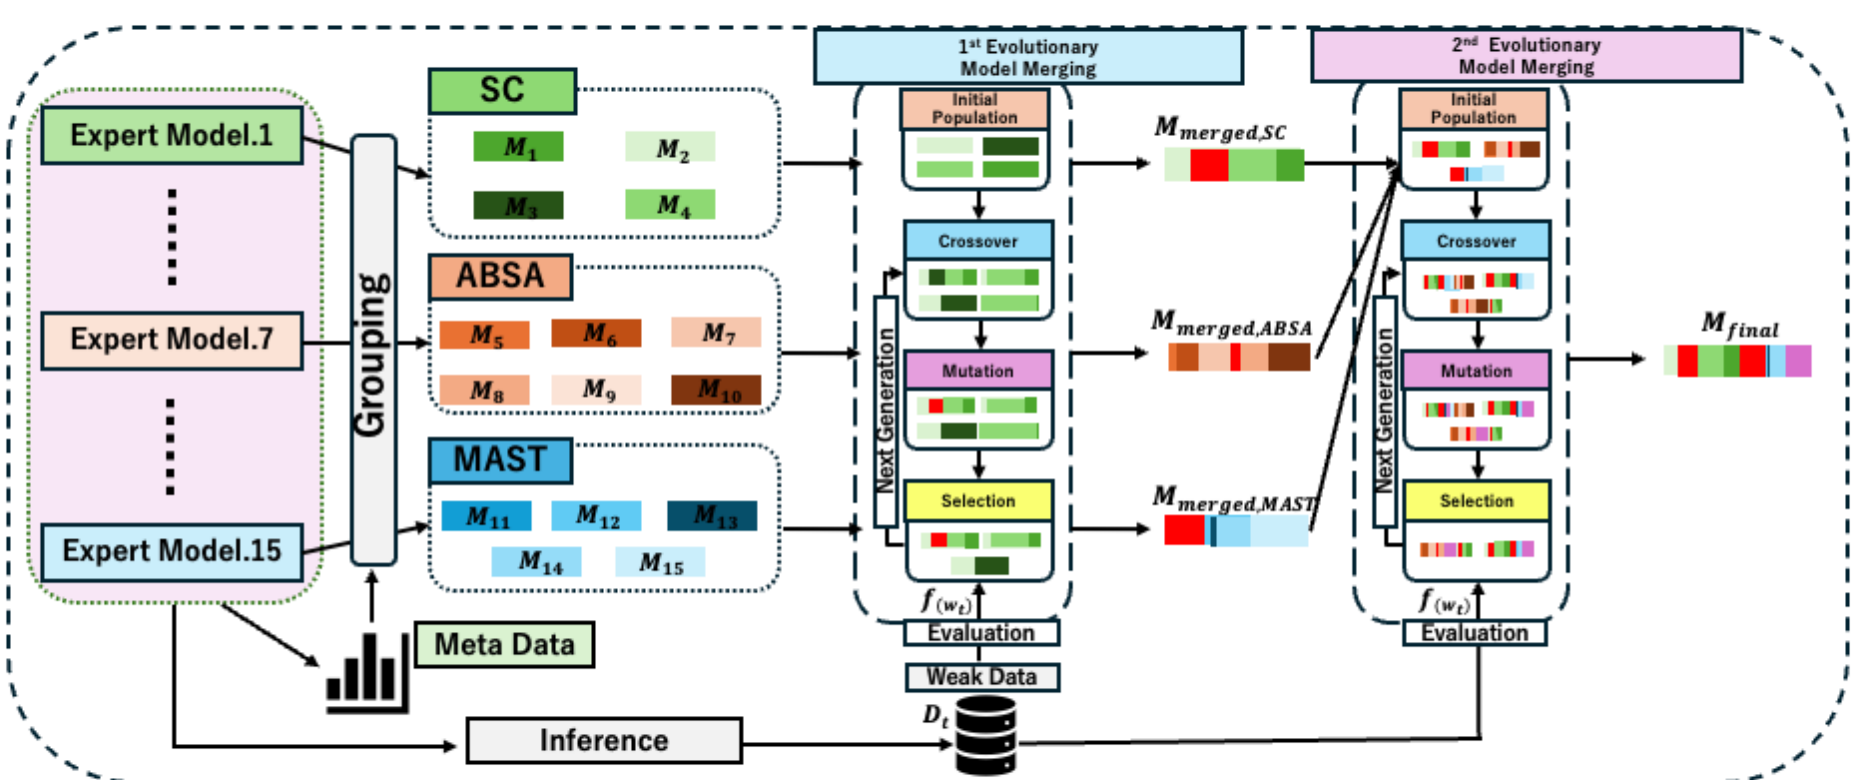 Expert Model.1
Expert Model.7
Expert Model.15
Grouping
Meta Data
Inference
SC
M1
M2
M3
M4
ABSA
M5
M6
M7
M8
M9
M10
MAST
M11
M12
M13
M14
M15
1st Evolutionary
Model Merging
Initial
Population
Crossover
Mutation
Selection
Next Generation
f(wt)
Evaluation
Weak Data
Dt
Mmerged,SC
Mmerged,ABSA
Mmerged,MAST
2nd Evolutionary
Model Merging
Initial
Population
Crossover
Mutation
Selection
Next Generation
f(wt)
Evaluation
Mfinal